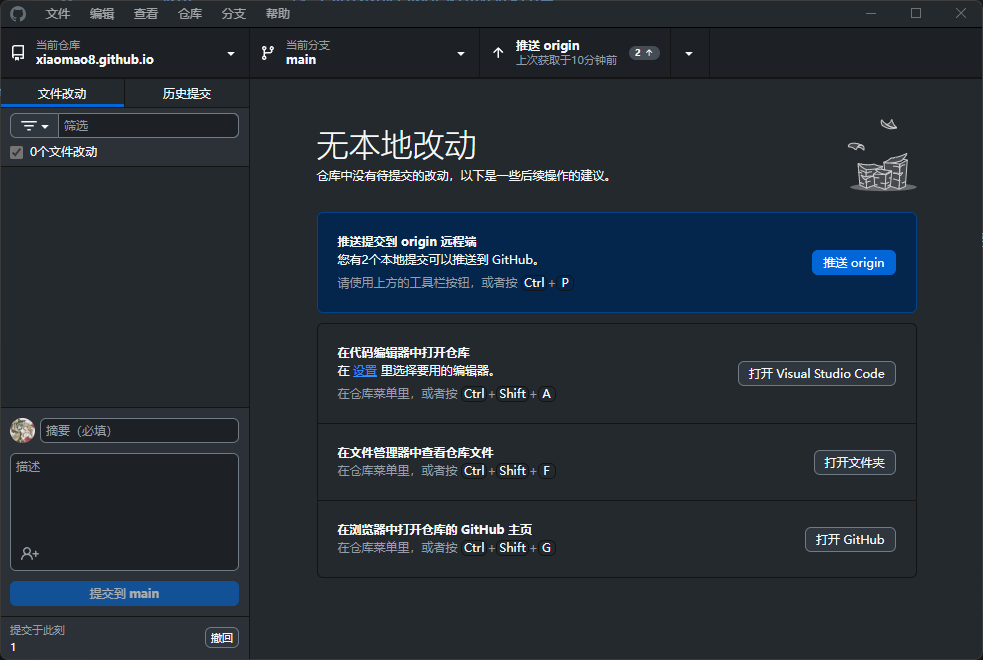 文件 编辑 查看 仓库 分支 帮助
当前仓库
xiaomao8.github.io
当前分支
main
推送 origin
上次获取于10分钟前
2
文件改动
历史提交
筛选
0个文件改动
无本地改动
仓库中没有待提交的改动，以下是一些后续操作的建议。
推送提交到 origin 远程端
您有2个本地提交可以推送到 GitHub。
请使用上方的工具栏按钮，或者按 Ctrl + P
推送 origin
在代码编辑器中打开仓库
在 设置 里选择要用的编辑器。
在仓库菜单里，或者按 Ctrl + Shift + A
打开 Visual Studio Code
在文件管理器中查看仓库文件
在仓库菜单里，或者按 Ctrl + Shift + F
打开文件夹
在浏览器中打开仓库的 GitHub 主页
在仓库菜单里，或者按 Ctrl + Shift + G
打开 GitHub
摘要（必填）
描述
提交到 main
提交于此刻
1
撤回